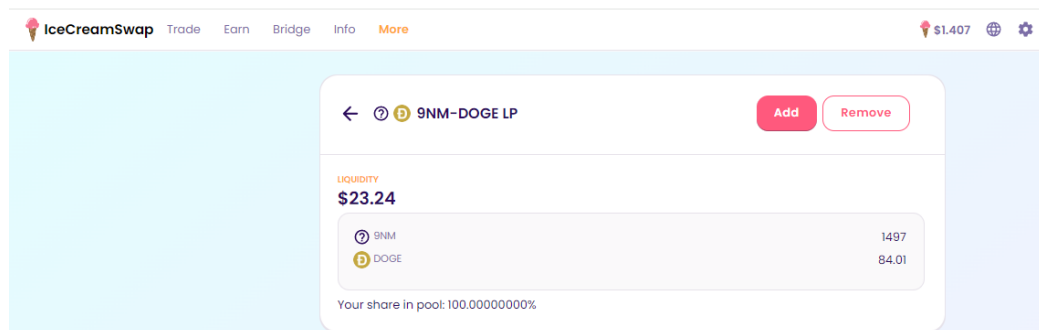 IceCreamSwap Trade Earn Bridge Info More $1.407
9NM-DOGE LP Add Remove
LIQUIDITY
$23.24
9NM 1497
DOGE 84.01
Your share in pool: 100.00000000%